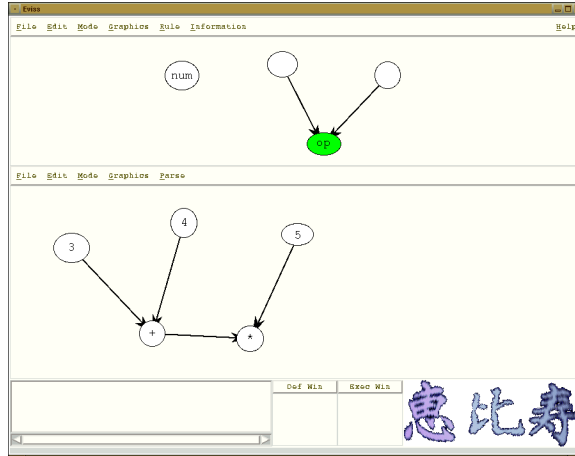 Eviss
File Edit Mode Graphics Rule Information Help
num
op
File Edit Mode Graphics Parse
3
4
5
+
*
Def Win Exec Win
恵比寿